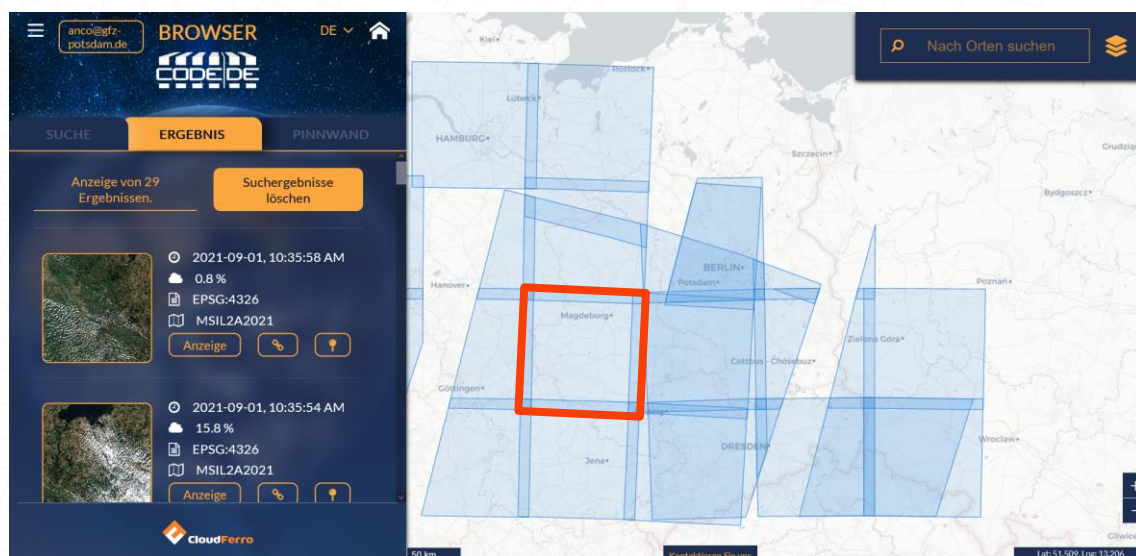 anco@gfz-
potsdam.de
BROWSER
CODE DE
DE
SUCHE
ERGEBNIS
PINNWAND
Anzeige von 29
Ergebnissen.
Suchergebnisse
löschen
2021-09-01, 10:35:58 AM
0.8 %
EPSG:4326
MSIL2A2021
Anzeige
2021-09-01, 10:35:54 AM
15.8 %
EPSG:4326
MSIL2A2021
Anzeige
CloudFerro
Nach Orten suchen
Kiel
Rostock
Lübeck
HAMBURG
Szczecin
Bydgoszcz
BERLIN
Potsdam
Hanover
Poznań
Magdeburg
Zielona Góra
Cottbus - Chóśebuz
Göttingen
DRESDEN
Wrocław
Jena
50 km
Kontaktieren Sie uns
Lat: 51.509, Lng: 13.206
+
-